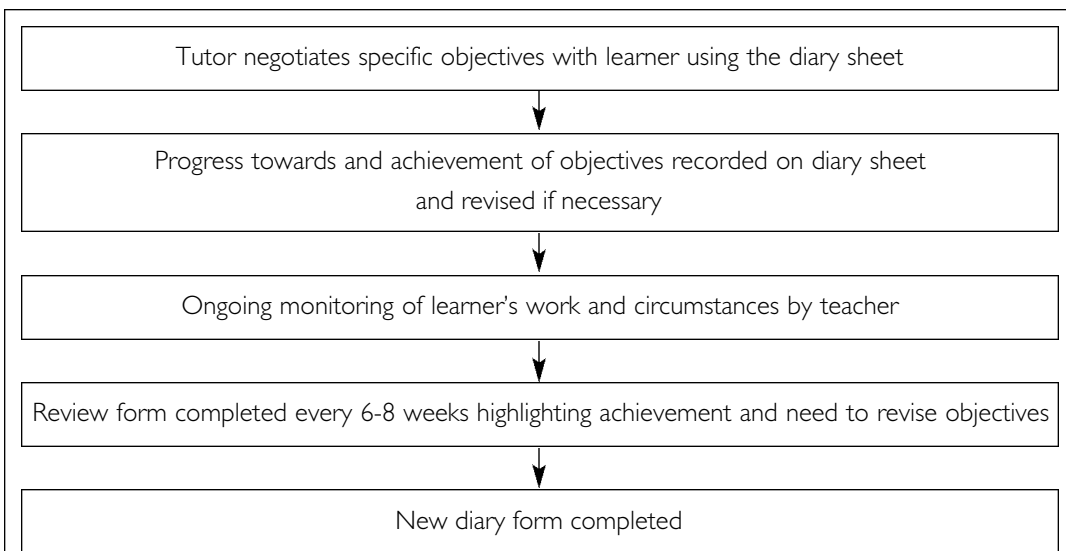 Tutor negotiates specific objectives with learner using the diary sheet
Progress towards and achievement of objectives recorded on diary sheet
and revised if necessary
Ongoing monitoring of learner’s work and circumstances by teacher
Review form completed every 6-8 weeks highlighting achievement and need to revise objectives
New diary form completed